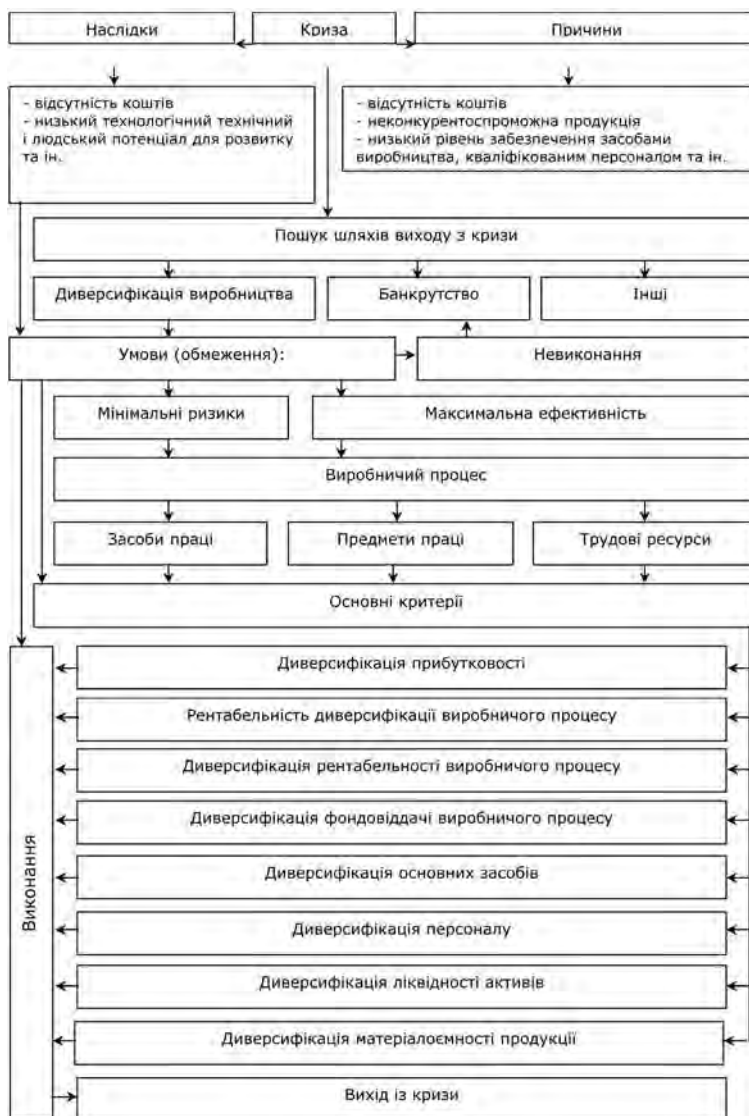 Наслідки
Криза
Причини
- відсутність коштів
- низький технологічний технічний
і людський потенціал для розвитку
та ін.
- відсутність коштів
- неконкурентоспроможна продукція
- низький рівень забезпечення засобами
виробництва, кваліфікованим персоналом та ін.
Пошук шляхів виходу з кризи
Диверсифікація виробництва
Банкрутство
Інші
Умови (обмеження):
Невиконання
Мінімальні ризики
Максимальна ефективність
Виробничий процес
Засоби праці
Предмети праці
Трудові ресурси
Основні критерії
Виконання
Диверсифікація прибутковості
Рентабельність диверсифікації виробничого процесу
Диверсифікація рентабельності виробничого процесу
Диверсифікація фондовіддачі виробничого процесу
Диверсифікація основних засобів
Диверсифікація персоналу
Диверсифікація ліквідності активів
Диверсифікація матеріалоємності продукції
Вихід із кризи